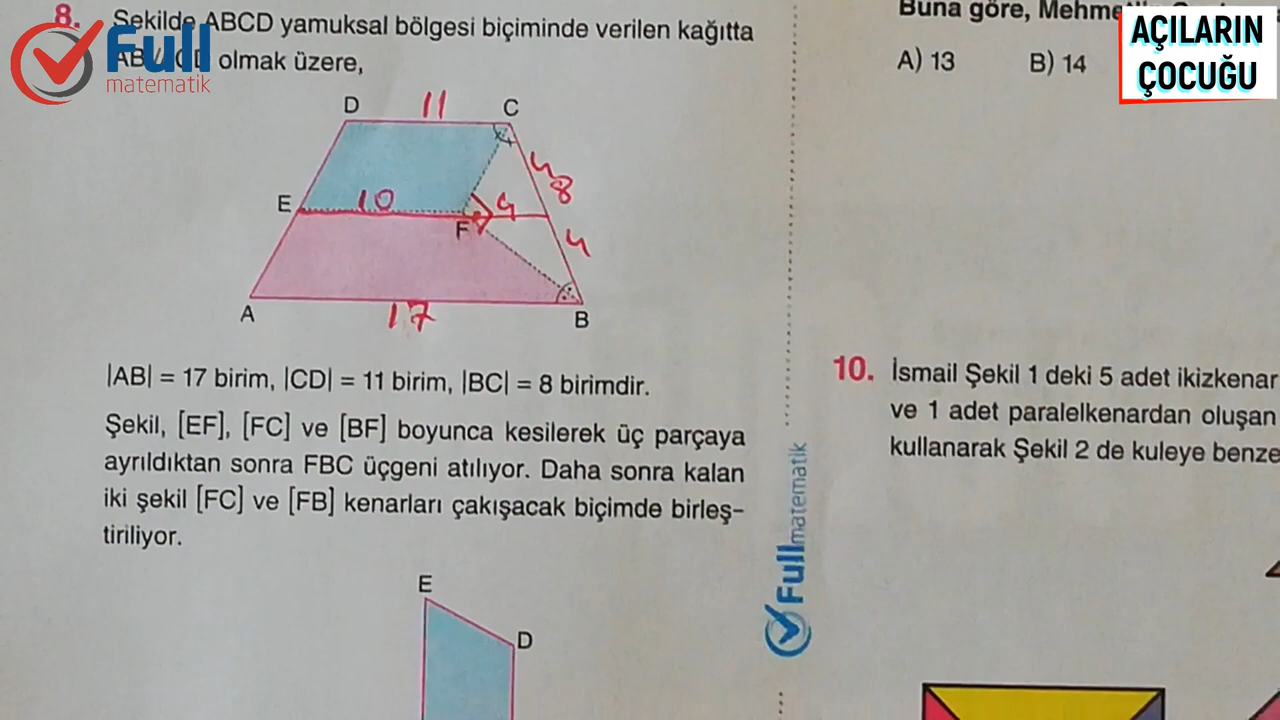 8. Şekilde ABCD yamuksal bölgesi biçiminde verilen kağıtta
AB // CD olmak üzere,
Full
matematik
D 11 C
4
8
E 10 4
F
4
A 17 B
|AB| = 17 birim, |CD| = 11 birim, |BC| = 8 birimdir.
Şekil, [EF], [FC] ve [BF] boyunca kesilerek üç parçaya
ayrıldıktan sonra FBC üçgeni atılıyor. Daha sonra kalan
iki şekil [FC] ve [FB] kenarları çakışacak biçimde birleş-
tiriliyor.
E
D
Full matematik
Buna göre,
A) 13 B) 14
AÇILARIN
ÇOCUĞU
10. İsmail Şekil 1 deki 5 adet ikizkenar
ve 1 adet paralelkenardan oluşan
kullanarak Şekil 2 de kuleye benze